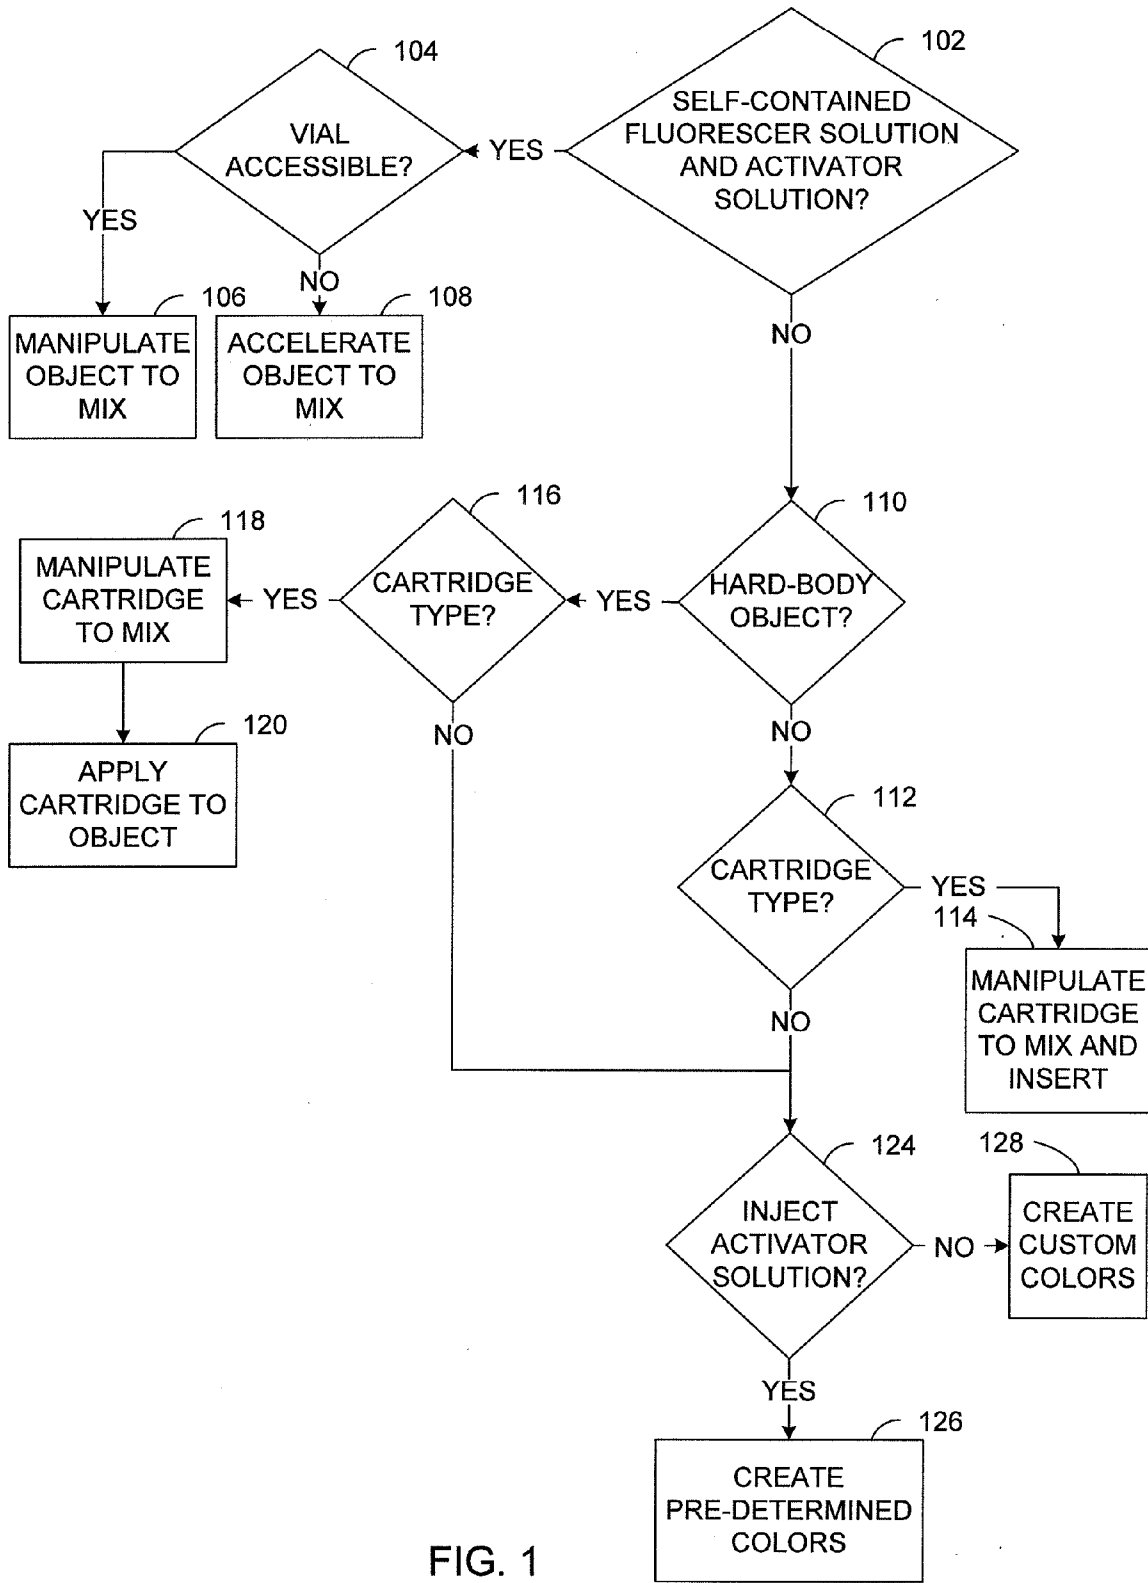 102
SELF-CONTAINED
FLUORESCER SOLUTION
AND ACTIVATOR
SOLUTION?
YES
104
VIAL
ACCESSIBLE?
YES
NO
106
MANIPULATE
OBJECT TO
MIX
108
ACCELERATE
OBJECT TO
MIX
NO
110
HARD-BODY
OBJECT?
YES
116
CARTRIDGE
TYPE?
YES
118
MANIPULATE
CARTRIDGE
TO MIX
120
APPLY
CARTRIDGE TO
OBJECT
NO
NO
112
CARTRIDGE
TYPE?
YES
114
MANIPULATE
CARTRIDGE
TO MIX AND
INSERT
NO
124
INJECT
ACTIVATOR
SOLUTION?
NO
128
CREATE
CUSTOM
COLORS
YES
126
CREATE
PRE-DETERMINED
COLORS
FIG. 1